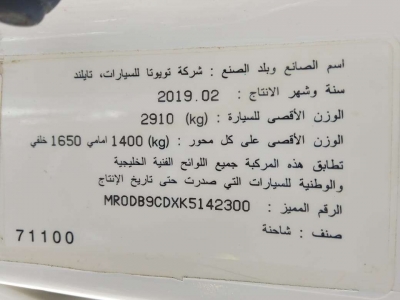 اسم الصانع وبلد الصنع : شركة تويوتا للسيارات، تايلند
سنة وشهر الانتاج : 2019.02
الوزن الأقصى للسيارة : (kg) 2910
الوزن الأقصى على كل محور : (kg) 1400 امامي 1650 خلفي
تطابق هذه المركبة جميع اللوائح الفنية الخليجية
والوطنية للسيارات التي صدرت حتى تاريخ الإنتاج
الرقم المميز : MR0DB9CDXK5142300
صنف : شاحنة
71100